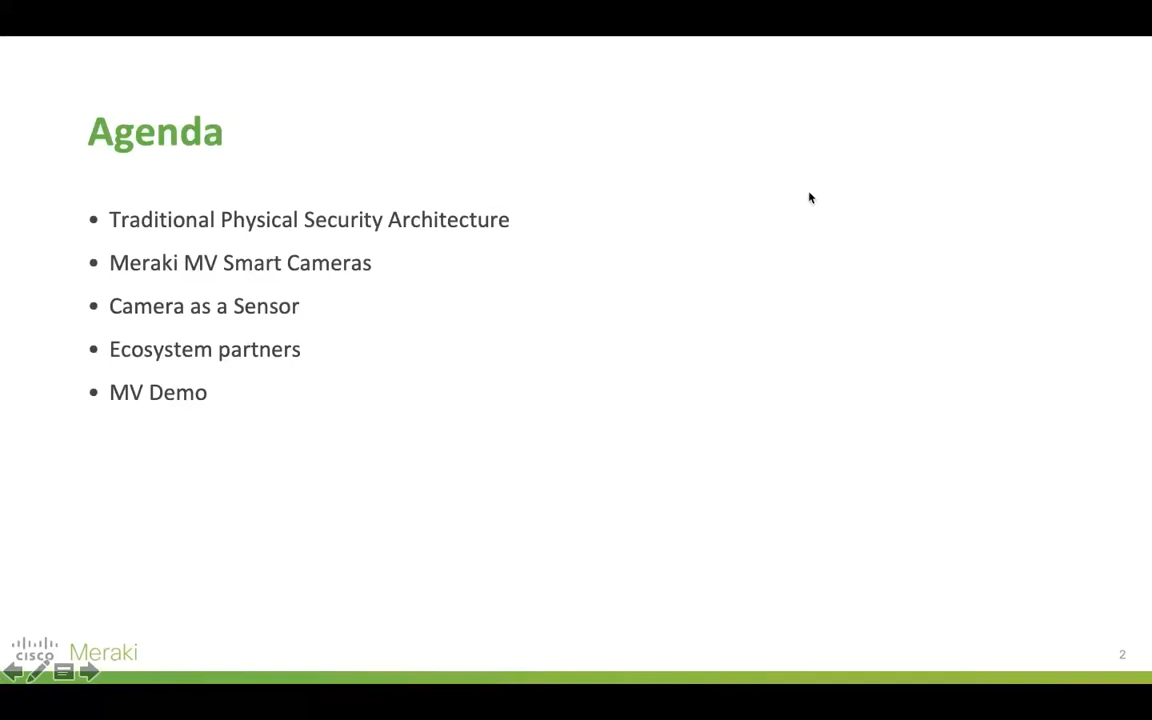 Agenda
• Traditional Physical Security Architecture
• Meraki MV Smart Cameras
• Camera as a Sensor
• Ecosystem partners
• MV Demo
CISCO Meraki
2